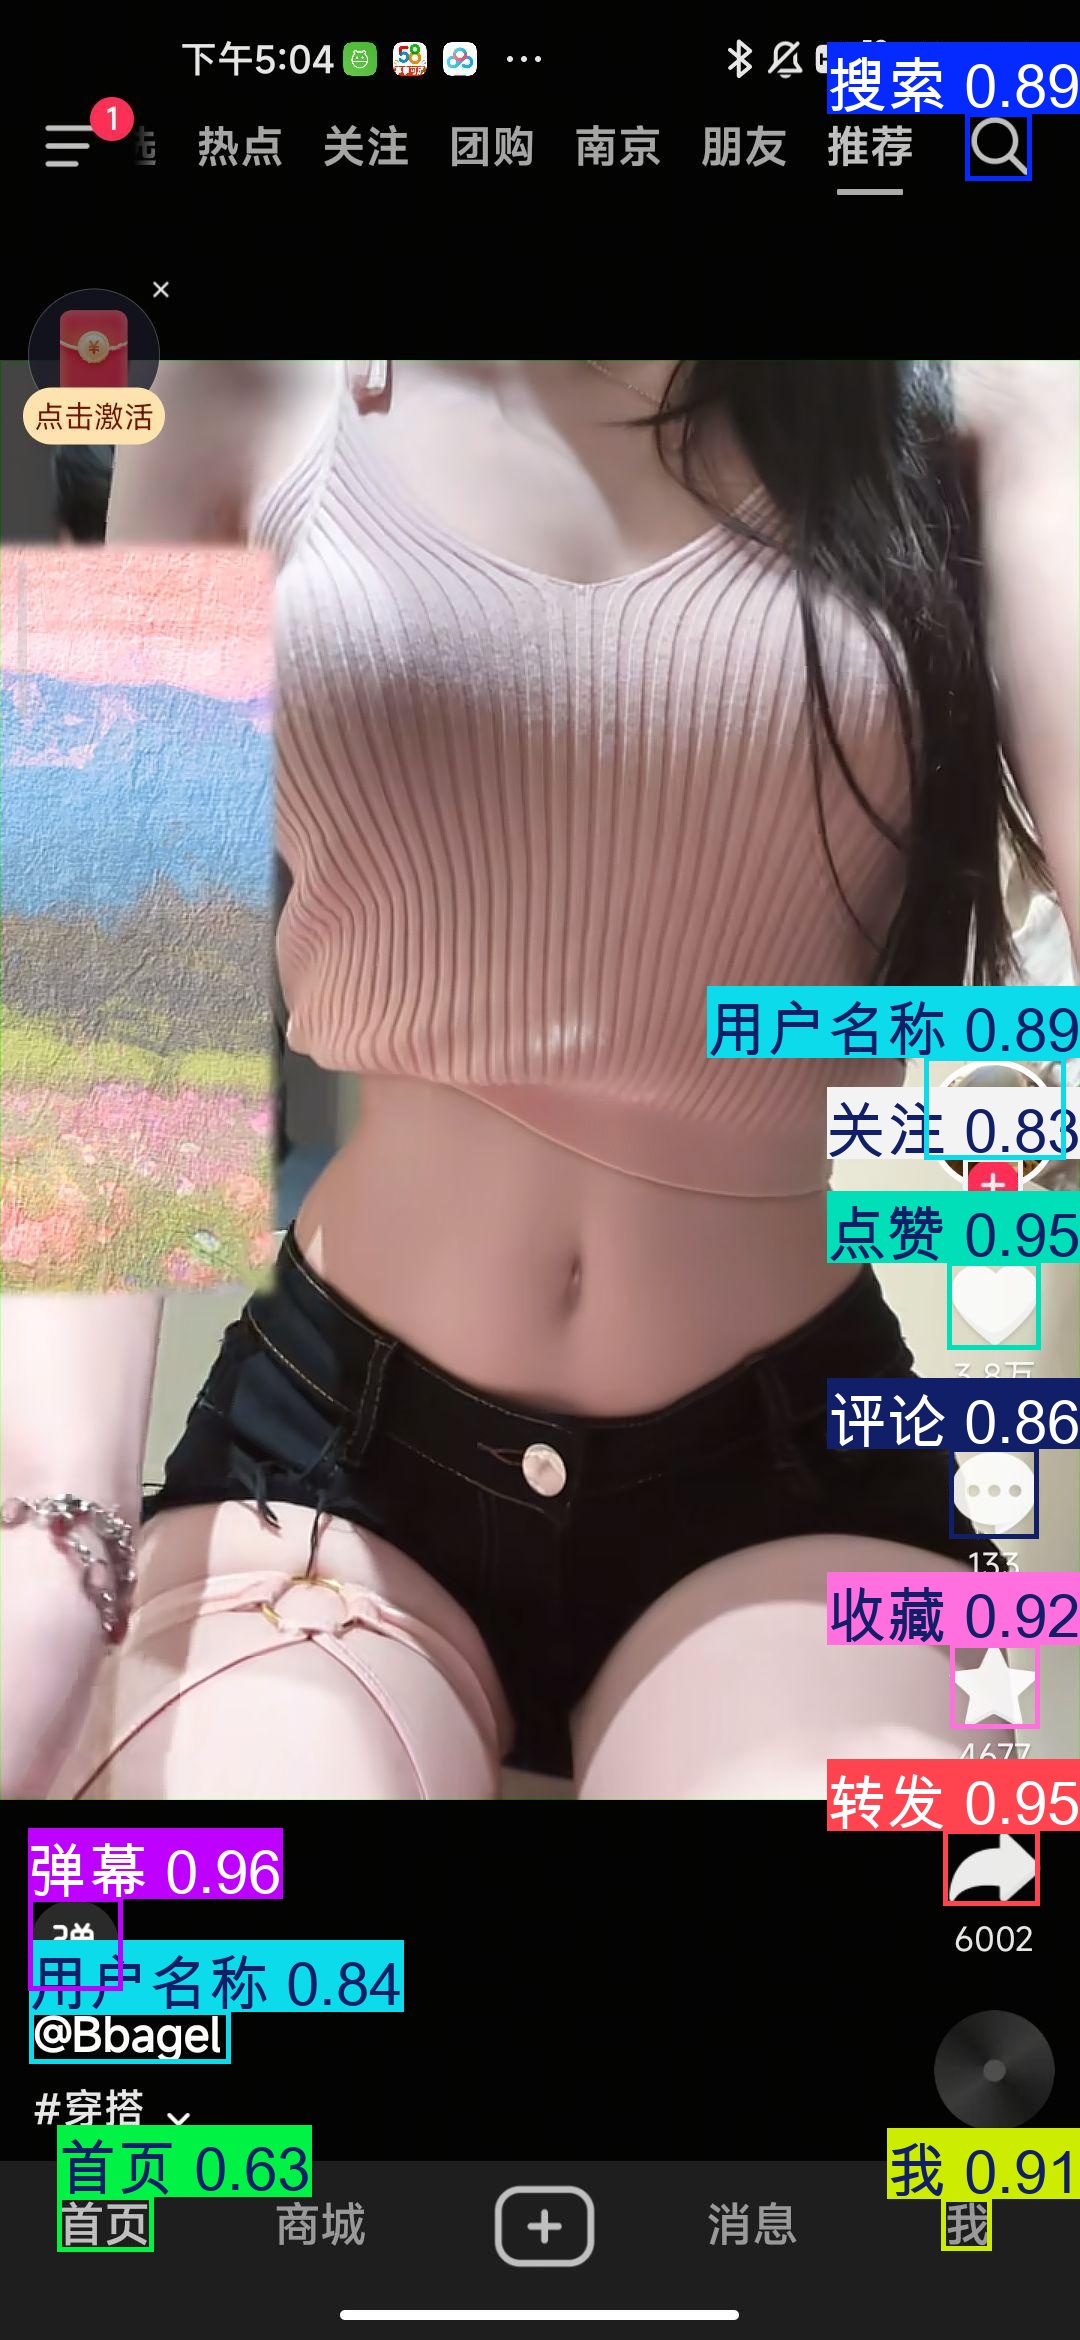 下午5:04
58
搜索 0.89
1
热点 关注 团购 南京 朋友 推荐
点击激活
用户名称 0.89
关注 0.83
点赞 0.95
评论 0.86
133
收藏 0.92
4677
转发 0.95
6002
弹幕 0.96
用户名称 0.84
@Bbagel
#穿搭
首页 0.63
我 0.91
首页 商城 消息 我